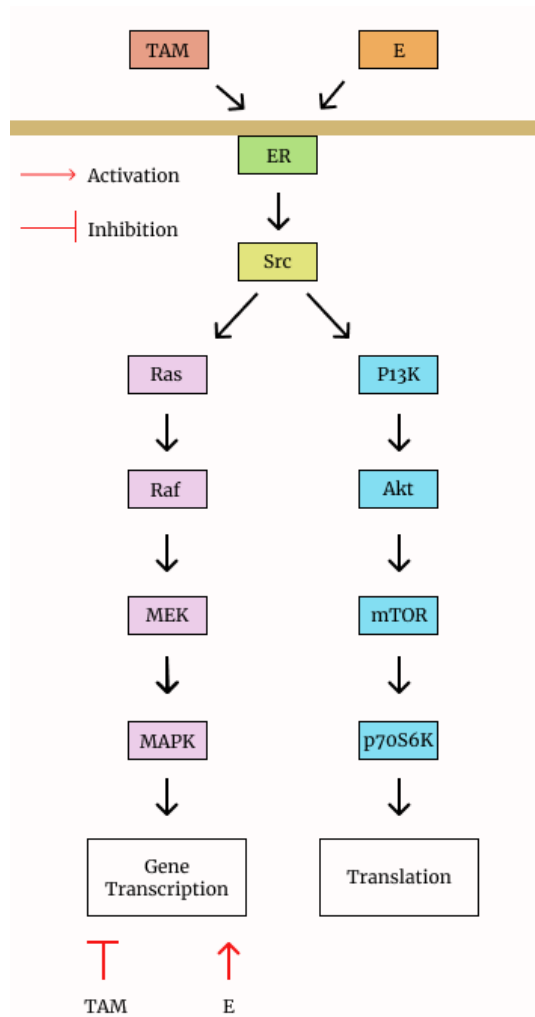 TAM
E
ER
Activation
Inhibition
Src
Ras
P13K
Raf
Akt
MEK
mTOR
MAPK
p70S6K
Gene
Transcription
Translation
TAM
E